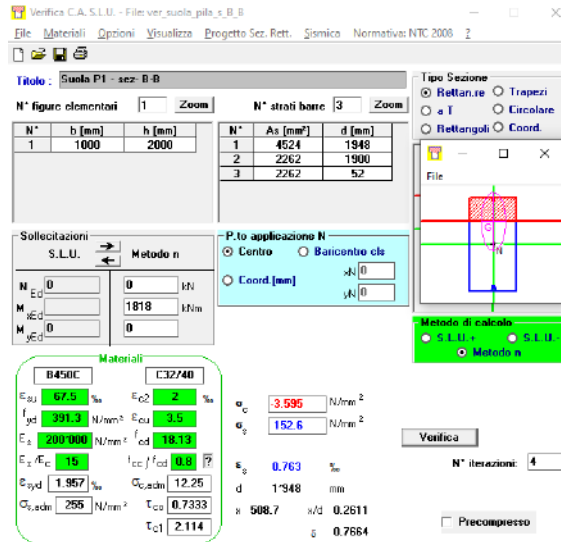 Verifica C.A. S.L.U. - File: ver_suola_pila_s_B_B
File Materiali Opzioni Visualizza Progetto Sez. Rett. Sismica Normativa: NTC 2008 ?
Titolo : Suola P1 - sez- B-B
N° figure elementari 1 Zoom N° strati barre 3 Zoom
N° b [mm] h [mm]
1 1000 2000
N° As [mm²] d [mm]
1 4524 1948
2 2262 1900
3 2262 52
Tipo Sezione
Rettan.re Trapezi
a T Circolare
Rettangoli Coord.
File
G
N
Sollecitazioni
S.L.U. Metodo n
N Ed 0 0 kN
M xEd 0 1818 kNm
M yEd 0 0
P.to applicazione N
Centro Baricentro cls
Coord.[mm] xN 0
yN 0
Metodo di calcolo
S.L.U.+ S.L.U.-
Metodo n
Materiali
B450C C32/40
εsu 67.5 ‰ εc2 2 ‰
fyd 391.3 N/mm² εcu 3.5
Es 200'000 N/mm² fcd 18.13
Es/Ec 15 fcc/fcd 0.8 ?
εsyd 1.957 ‰ σc,adm 12.25
σs,adm 255 N/mm² τco 0.7333
τc1 2.114
σc -3.595 N/mm²
σs 152.6 N/mm²
εs 0.763 ‰
d 1'948 mm
x 508.7 x/d 0.2611
δ 0.7664
Verifica
N° iterazioni: 4
Precompresso